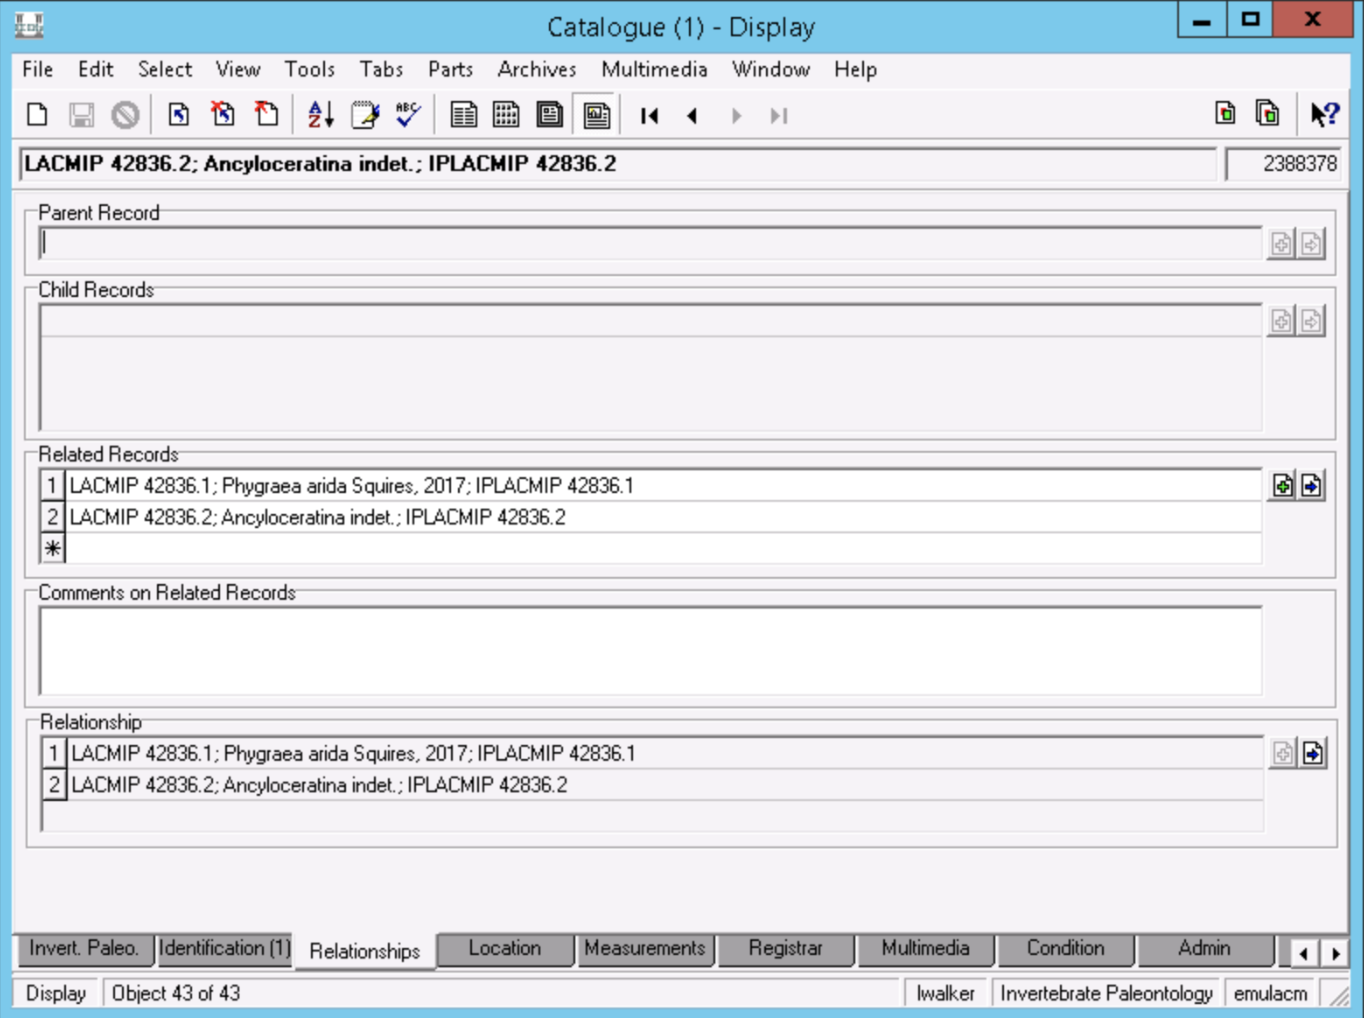 Catalogue (1) - Display
File Edit Select View Tools Tabs Parts Archives Multimedia Window Help
A Z ABC ?
LACMIP 42836.2; Ancyloceratina indet.; IPLACMIP 42836.2 2388378
Parent Record
Child Records
Related Records
1 LACMIP 42836.1; Phygraea arida Squires, 2017; IPLACMIP 42836.1
2 LACMIP 42836.2; Ancyloceratina indet.; IPLACMIP 42836.2
*
Comments on Related Records
Relationship
1 LACMIP 42836.1; Phygraea arida Squires, 2017; IPLACMIP 42836.1
2 LACMIP 42836.2; Ancyloceratina indet.; IPLACMIP 42836.2
Invert. Paleo. Identification (1) Relationships Location Measurements Registrar Multimedia Condition Admin
Display Object 43 of 43 lwalker Invertebrate Paleontology emulacm